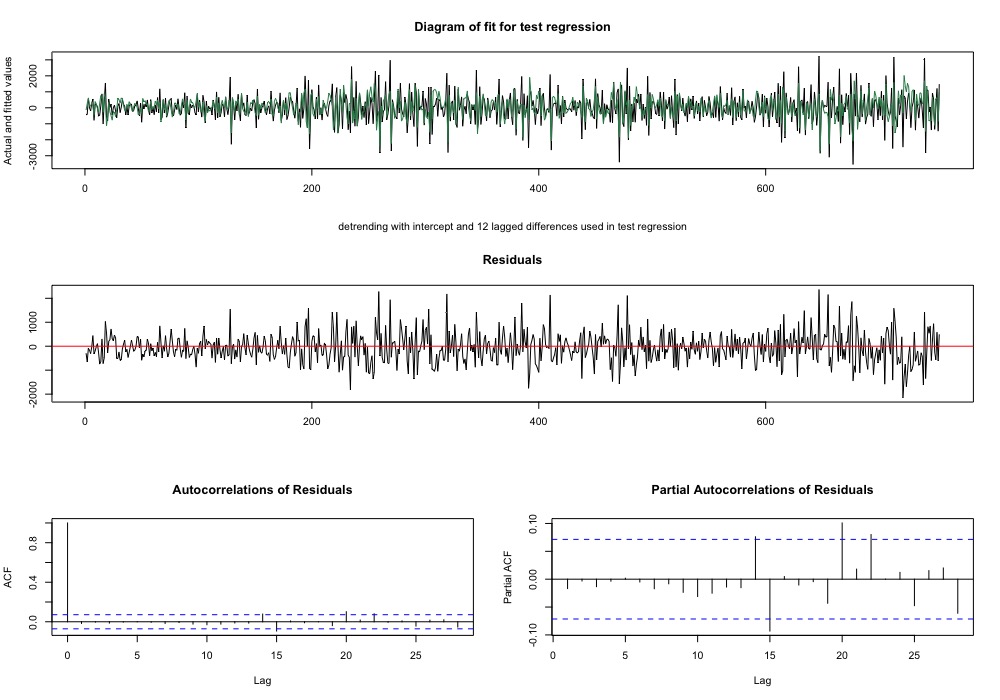 Diagram of fit for test regression
Actual and fitted values
2000
0
-3000
0 200 400 600
detrending with intercept and 12 lagged differences used in test regression
Residuals
1000
0
-2000
0 200 400 600
Autocorrelations of Residuals
ACF
0.8
0.4
0.0
0 5 10 15 20 25
Lag
Partial Autocorrelations of Residuals
Partial ACF
0.10
0.00
-0.10
0 5 10 15 20 25
Lag